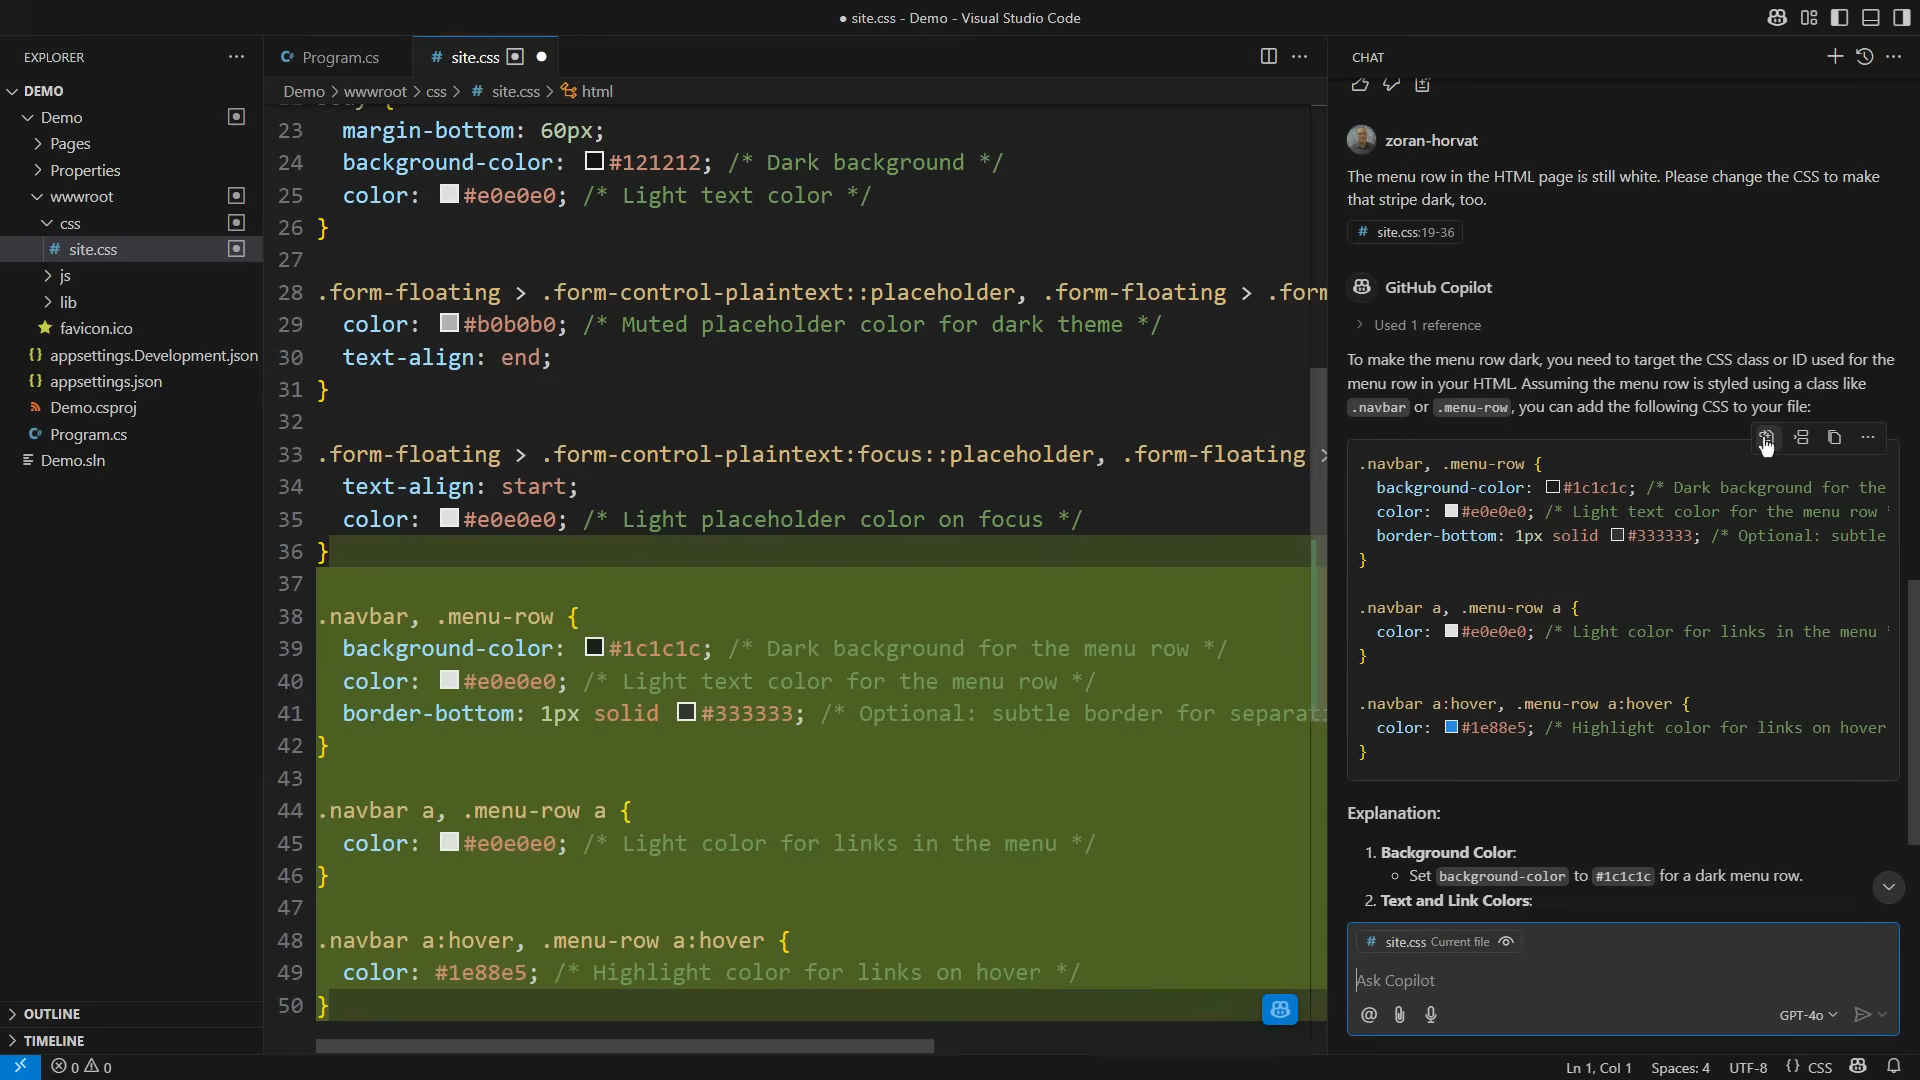 ● site.css - Demo - Visual Studio Code
EXPLORER
DEMO
Demo
Pages
Properties
wwwroot
css
# site.css
js
lib
favicon.ico
{} appsettings.Development.json
{} appsettings.json
Demo.csproj
Program.cs
Demo.sln
OUTLINE
TIMELINE
Program.cs
# site.css
Demo > wwwroot > css > # site.css > html
23 margin-bottom: 60px;
24 background-color: #121212; /* Dark background */
25 color: #e0e0e0; /* Light text color */
26 }
27
28 .form-floating > .form-control-plaintext::placeholder, .form-floating > .form
29 color: #b0b0b0; /* Muted placeholder color for dark theme */
30 text-align: end;
31 }
32
33 .form-floating > .form-control-plaintext:focus::placeholder, .form-floating >
34 text-align: start;
35 color: #e0e0e0; /* Light placeholder color on focus */
36 }
37
38 .navbar, .menu-row {
39 background-color: #1c1c1c; /* Dark background for the menu row */
40 color: #e0e0e0; /* Light text color for the menu row */
41 border-bottom: 1px solid #333333; /* Optional: subtle border for separat
42 }
43
44 .navbar a, .menu-row a {
45 color: #e0e0e0; /* Light color for links in the menu */
46 }
47
48 .navbar a:hover, .menu-row a:hover {
49 color: #1e88e5; /* Highlight color for links on hover */
50 }
CHAT
zoran-horvat
The menu row in the HTML page is still white. Please change the CSS to make
that stripe dark, too.
# site.css:19-36
GitHub Copilot
> Used 1 reference
To make the menu row dark, you need to target the CSS class or ID used for the
menu row in your HTML. Assuming the menu row is styled using a class like
.navbar or .menu-row, you can add the following CSS to your file:
.navbar, .menu-row {
background-color: #1c1c1c; /* Dark background for the
color: #e0e0e0; /* Light text color for the menu row
border-bottom: 1px solid #333333; /* Optional: subtle
}
.navbar a, .menu-row a {
color: #e0e0e0; /* Light color for links in the menu
}
.navbar a:hover, .menu-row a:hover {
color: #1e88e5; /* Highlight color for links on hover
}
Explanation:
1. Background Color:
○ Set background-color to #1c1c1c for a dark menu row.
2. Text and Link Colors:
# site.css Current file
Ask Copilot
@
GPT-4o
0 0
Ln 1, Col 1 Spaces: 4 UTF-8 {} CSS